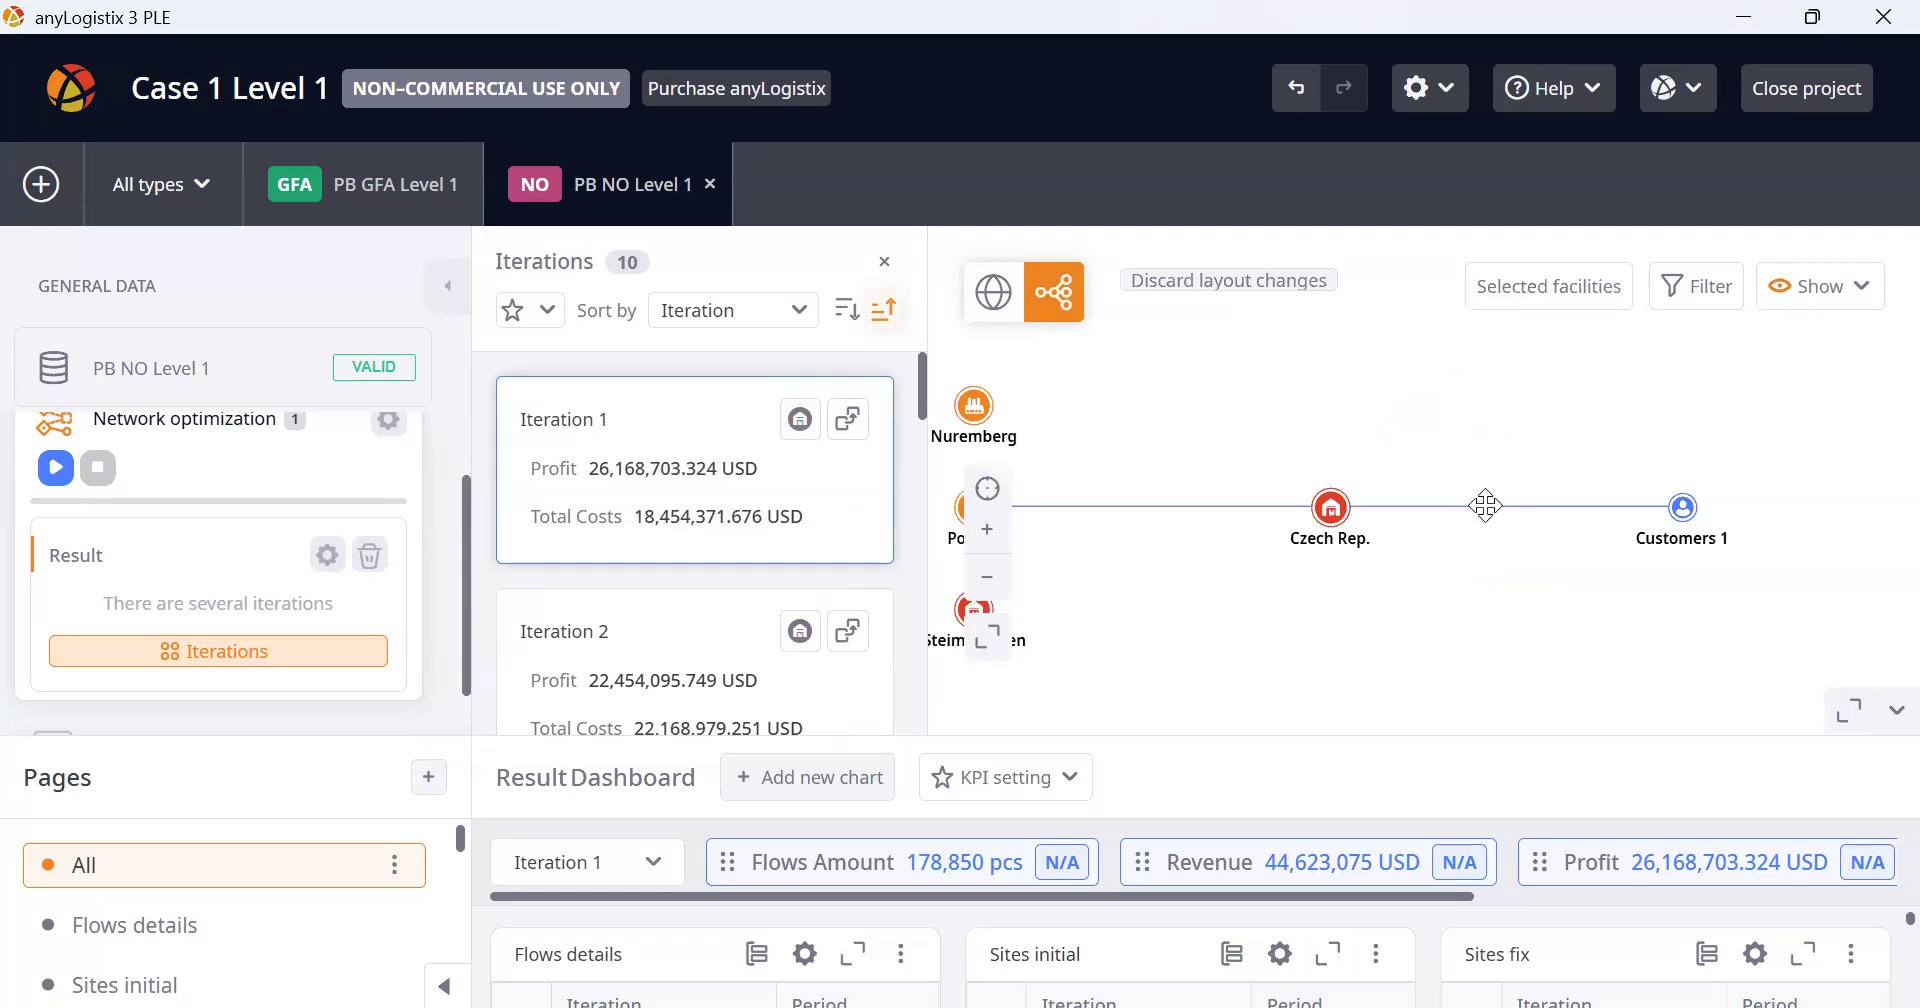 anyLogistix 3 PLE
Case 1 Level 1
NON-COMMERCIAL USE ONLY
Purchase anyLogistix
Help
Close project
All types
GFA PB GFA Level 1
NO PB NO Level 1
GENERAL DATA
PB NO Level 1
VALID
Network optimization 1
Result
There are several iterations
Iterations
Iterations 10
Sort by
Iteration
Iteration 1
Profit 26,168,703.324 USD
Total Costs 18,454,371.676 USD
Iteration 2
Profit 22,454,095.749 USD
Total Costs 22,168,979.251 USD
Discard layout changes
Selected facilities
Filter
Show
Nuremberg
Po
Czech Rep.
Customers 1
Steim en
Pages
All
Flows details
Sites initial
Result Dashboard
Add new chart
KPI setting
Iteration 1
Flows Amount 178,850 pcs N/A
Revenue 44,623,075 USD N/A
Profit 26,168,703.324 USD N/A
Flows details
Iteration Period
Sites initial
Iteration Period
Sites fix
Iteration Period